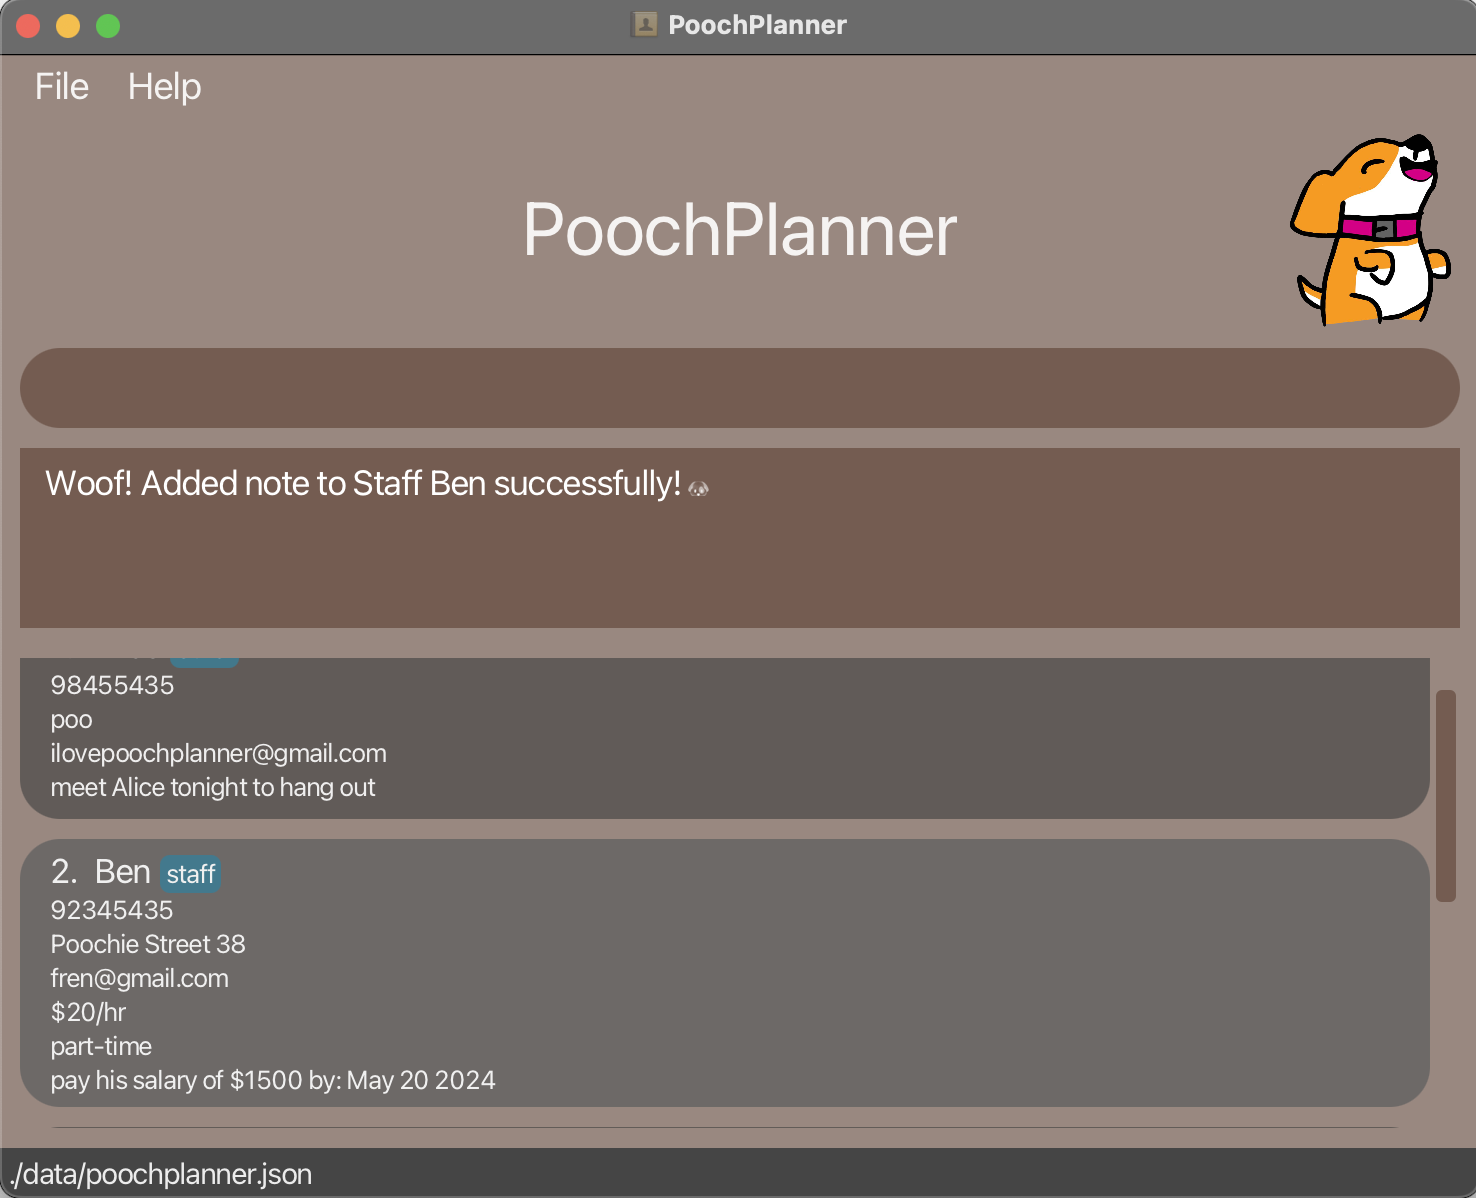 PoochPlanner
File Help
PoochPlanner
Woof! Added note to Staff Ben successfully!
98455435
poo
ilovepoochplanner@gmail.com
meet Alice tonight to hang out
2. Ben staff
92345435
Poochie Street 38
fren@gmail.com
$20/hr
part-time
pay his salary of $1500 by: May 20 2024
./data/poochplanner.json